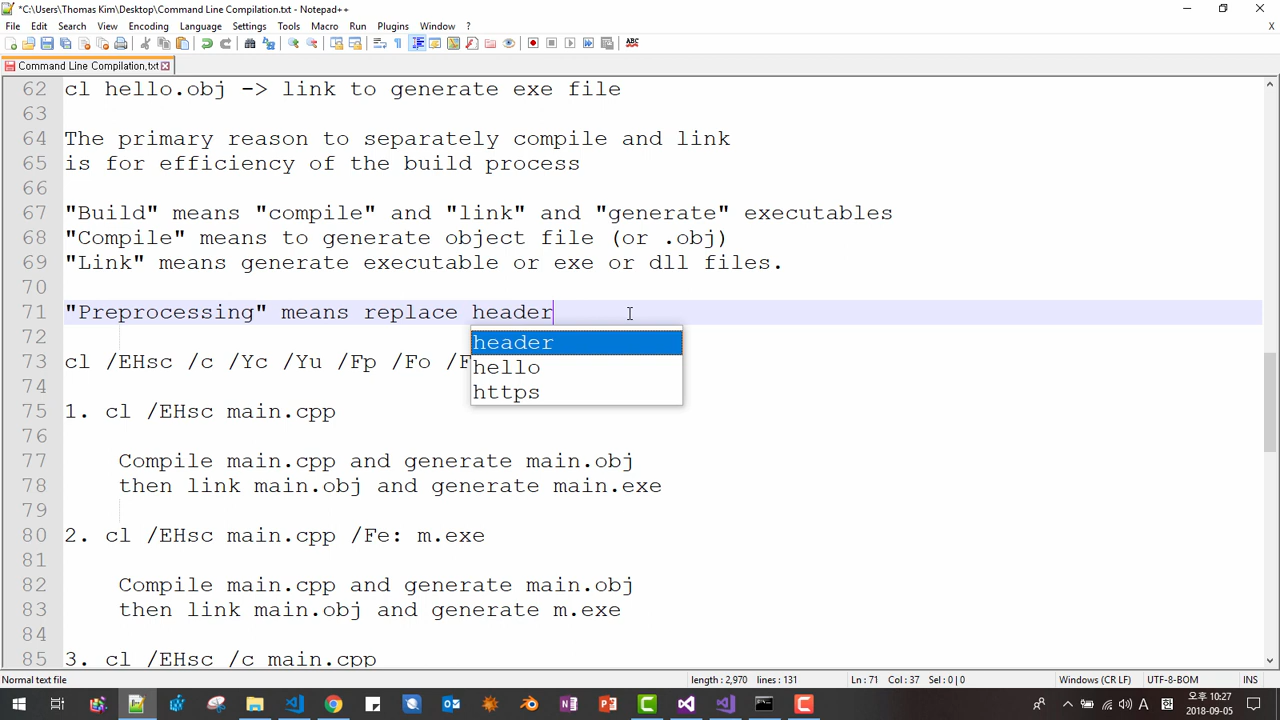 *C:\Users\Thomas Kim\Desktop\Command Line Compilation.txt - Notepad++
File Edit Search View Encoding Language Settings Tools Macro Run Plugins Window ?
X
Command Line Compilation.txt
62 cl hello.obj -> link to generate exe file
63
64 The primary reason to separately compile and link
65 is for efficiency of the build process
66
67 "Build" means "compile" and "link" and "generate" executables
68 "Compile" means to generate object file (or .obj)
69 "Link" means generate executable or exe or dll files.
70
71 "Preprocessing" means replace header
header
hello
https
72
73 cl /EHsc /c /Yc /Yu /Fp /Fo /F
74
75 1. cl /EHsc main.cpp
76
77 Compile main.cpp and generate main.obj
78 then link main.obj and generate main.exe
79
80 2. cl /EHsc main.cpp /Fe: m.exe
81
82 Compile main.cpp and generate main.obj
83 then link main.obj and generate m.exe
84
85 3. cl /EHsc /c main.cpp
Normal text file length : 2,970 lines : 131 Ln : 71 Col : 37 Sel : 0 | 0 Windows (CR LF) UTF-8-BOM INS
A 오후 10:27
2018-09-05